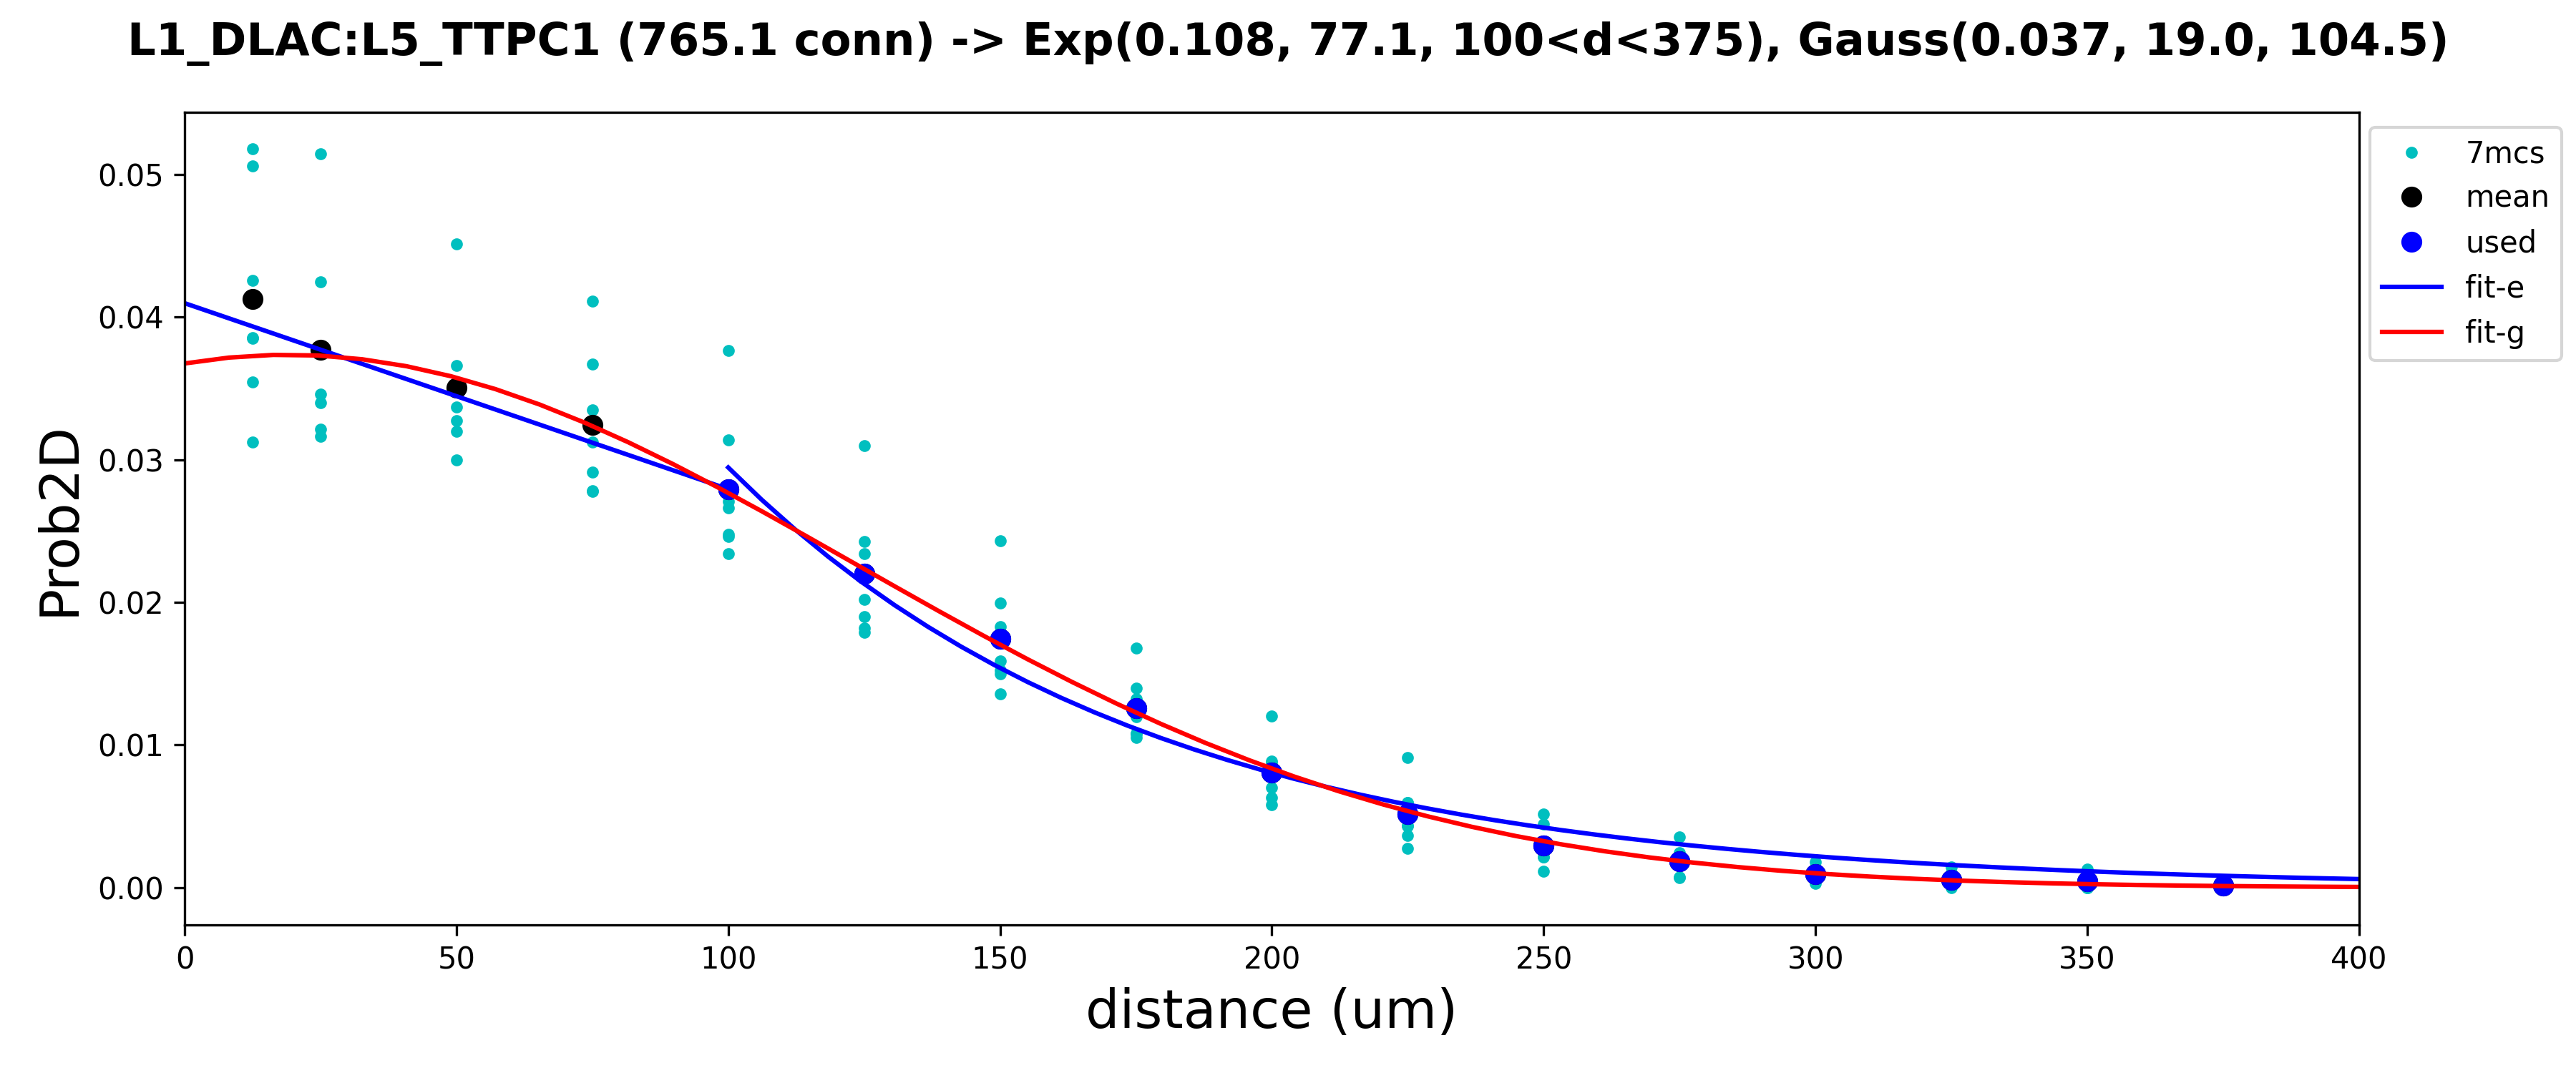 L1_DLAC:L5_TTPC1 (765.1 conn) -> Exp(0.108, 77.1, 100<d<375), Gauss(0.037, 19.0, 104.5)
7mcs
mean
used
fit-e
fit-g
0.05
0.04
0.03
0.02
0.01
0.00
Prob2D
0 50 100 150 200 250 300 350 400
distance (um)